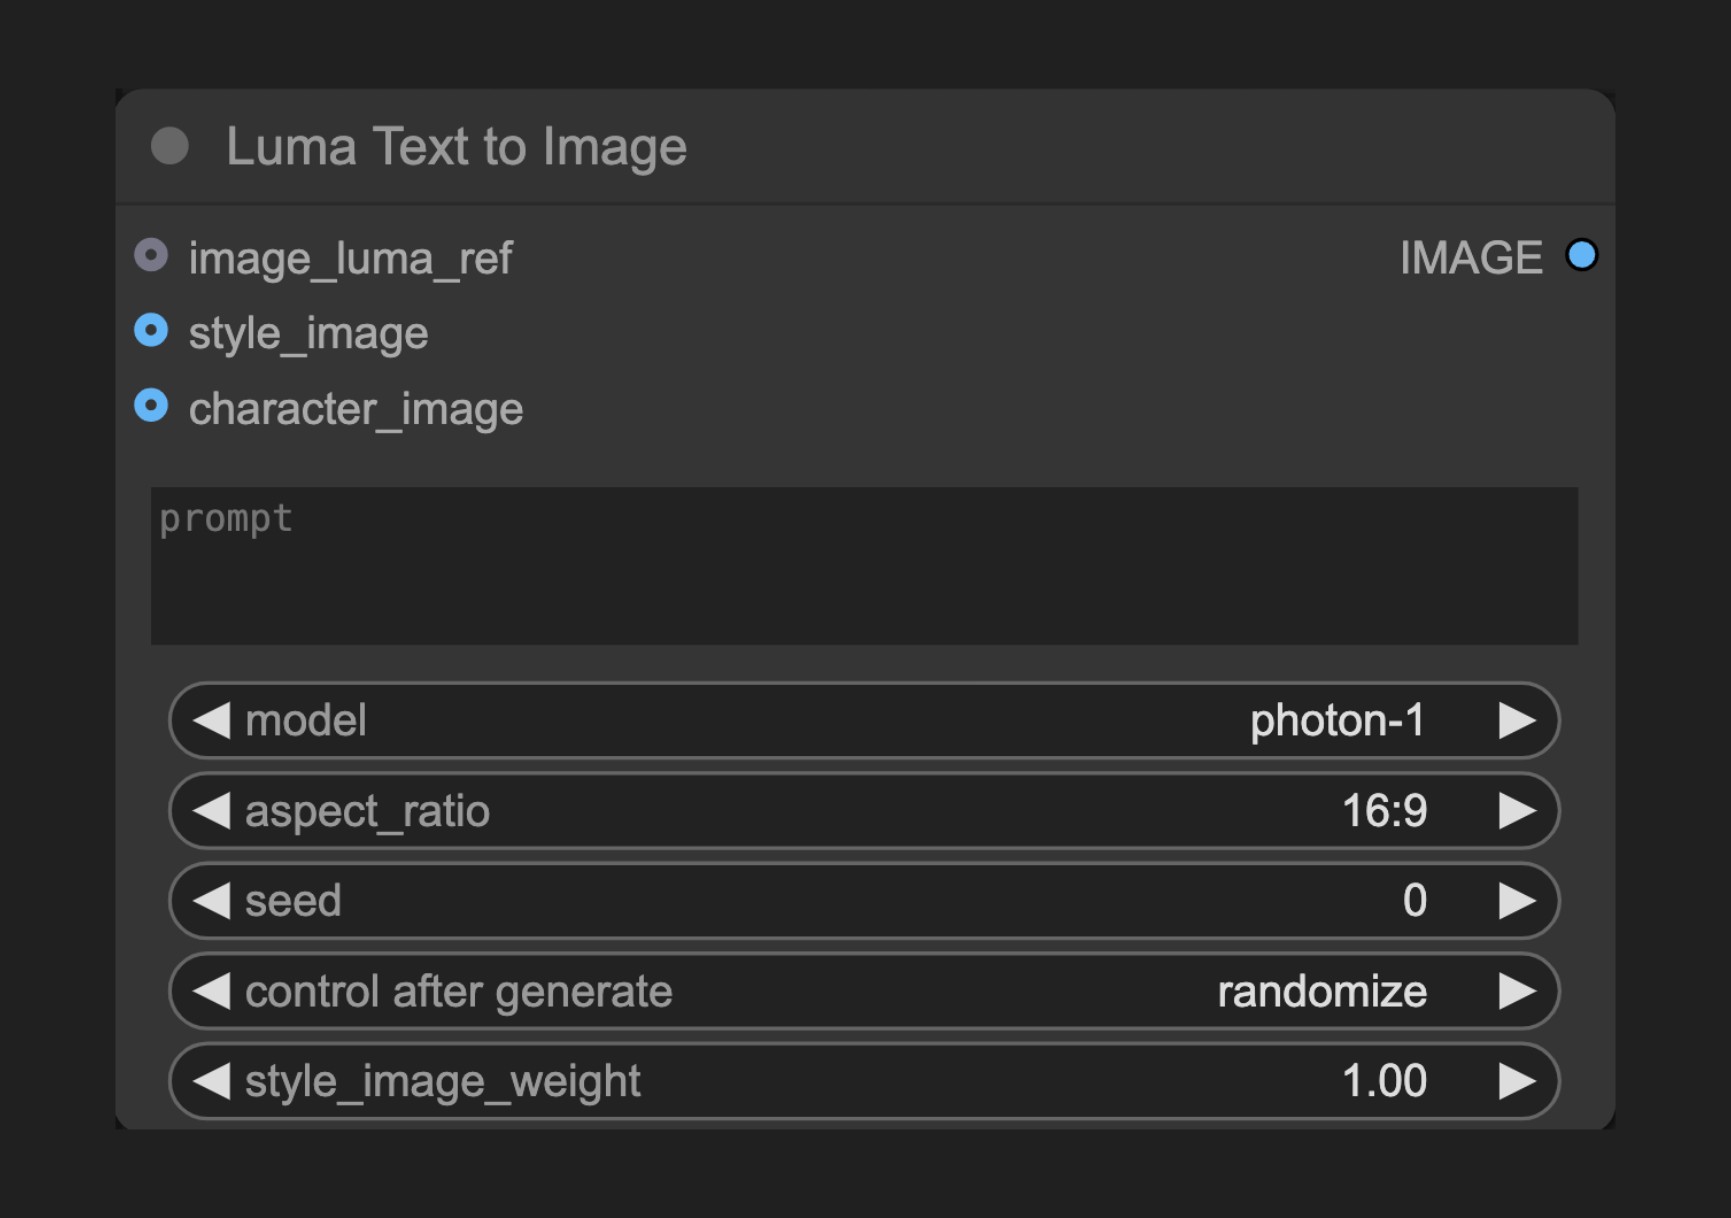 Luma Text to Image
image_luma_ref
IMAGE
style_image
character_image
prompt
model photon-1
aspect_ratio 16:9
seed 0
control after generate randomize
style_image_weight 1.00